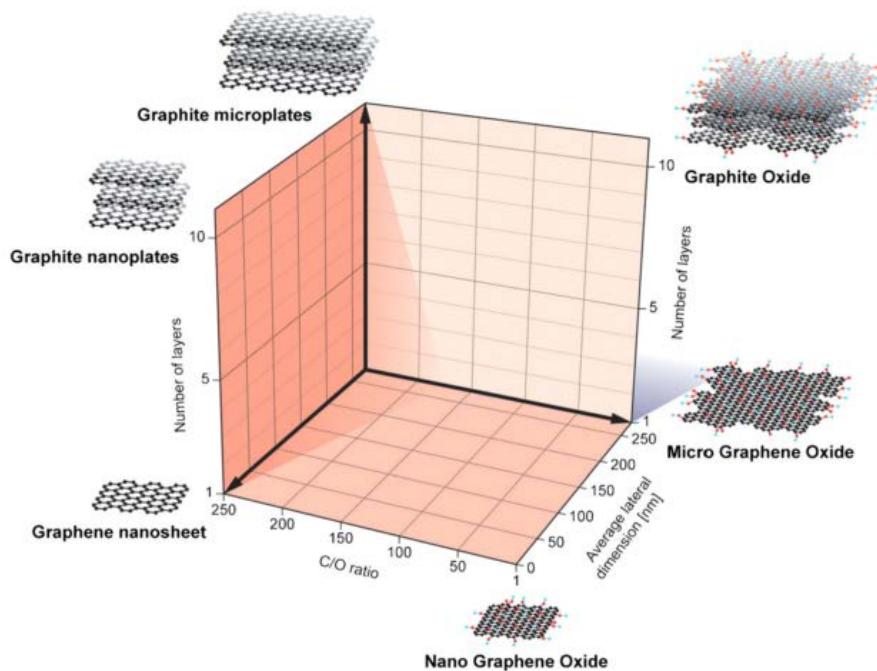 Graphite microplates
Graphite Oxide
Graphite nanoplates
10
5
1
Number of layers
10
5
1
Number of layers
Micro Graphene Oxide
Graphene nanosheet
250
200
150
100
50
1
C/O ratio
0
50
100
150
200
250
Average lateral
dimension [nm]
Nano Graphene Oxide